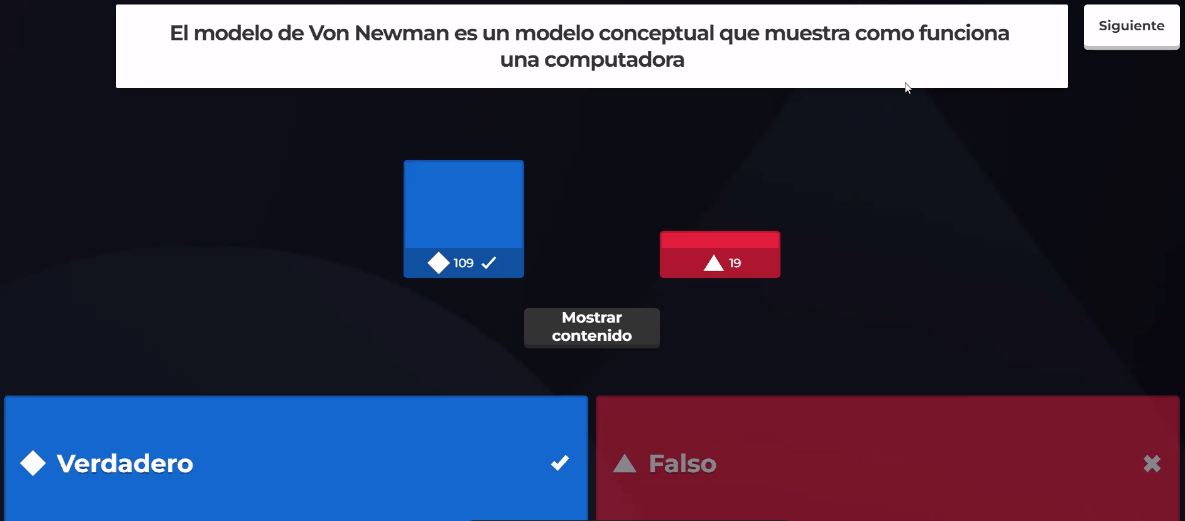 El modelo de Von Newman es un modelo conceptual que muestra como funciona
una computadora
Siguiente
109
19
Mostrar
contenido
Verdadero
Falso